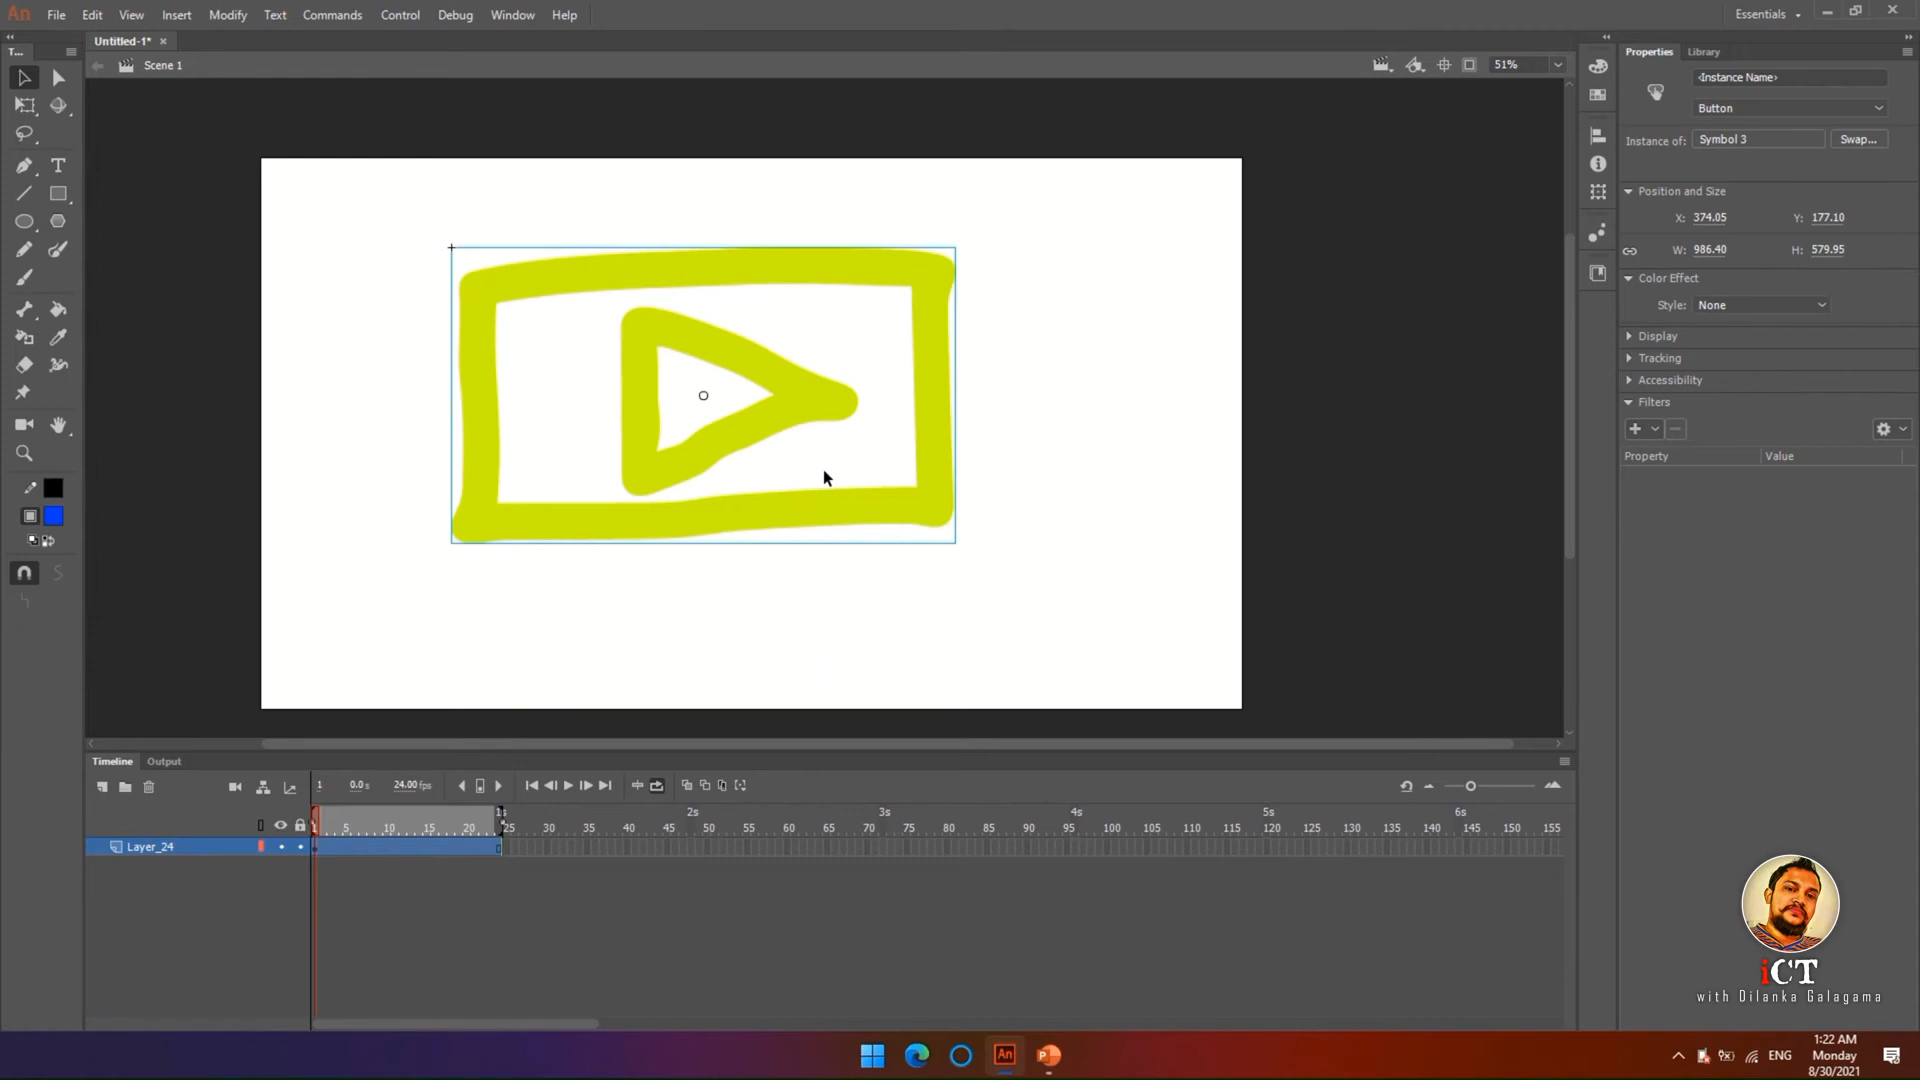 An File Edit View Insert Modify Text Commands Control Debug Window Help Essentials
T... Untitled-1* × Properties Library
Scene 1 51% <Instance Name>
Button
Instance of: Symbol 3 Swap...
Position and Size
X: 374.05 Y: 177.10
W: 986.40 H: 579.95
Color Effect
Style: None
Display
Tracking
Accessibility
Filters
Property Value
Timeline Output
1 0.0 s 24.00 fps
1s 2s 3s 4s 5s 6s
1 5 10 15 20 25 30 35 40 45 50 55 60 65 70 75 80 85 90 95 100 105 110 115 120 125 130 135 140 145 150 155
Layer_24
iCT
with Dilanka Galagama
An P ENG
1:22 AM
Monday
8/30/2021